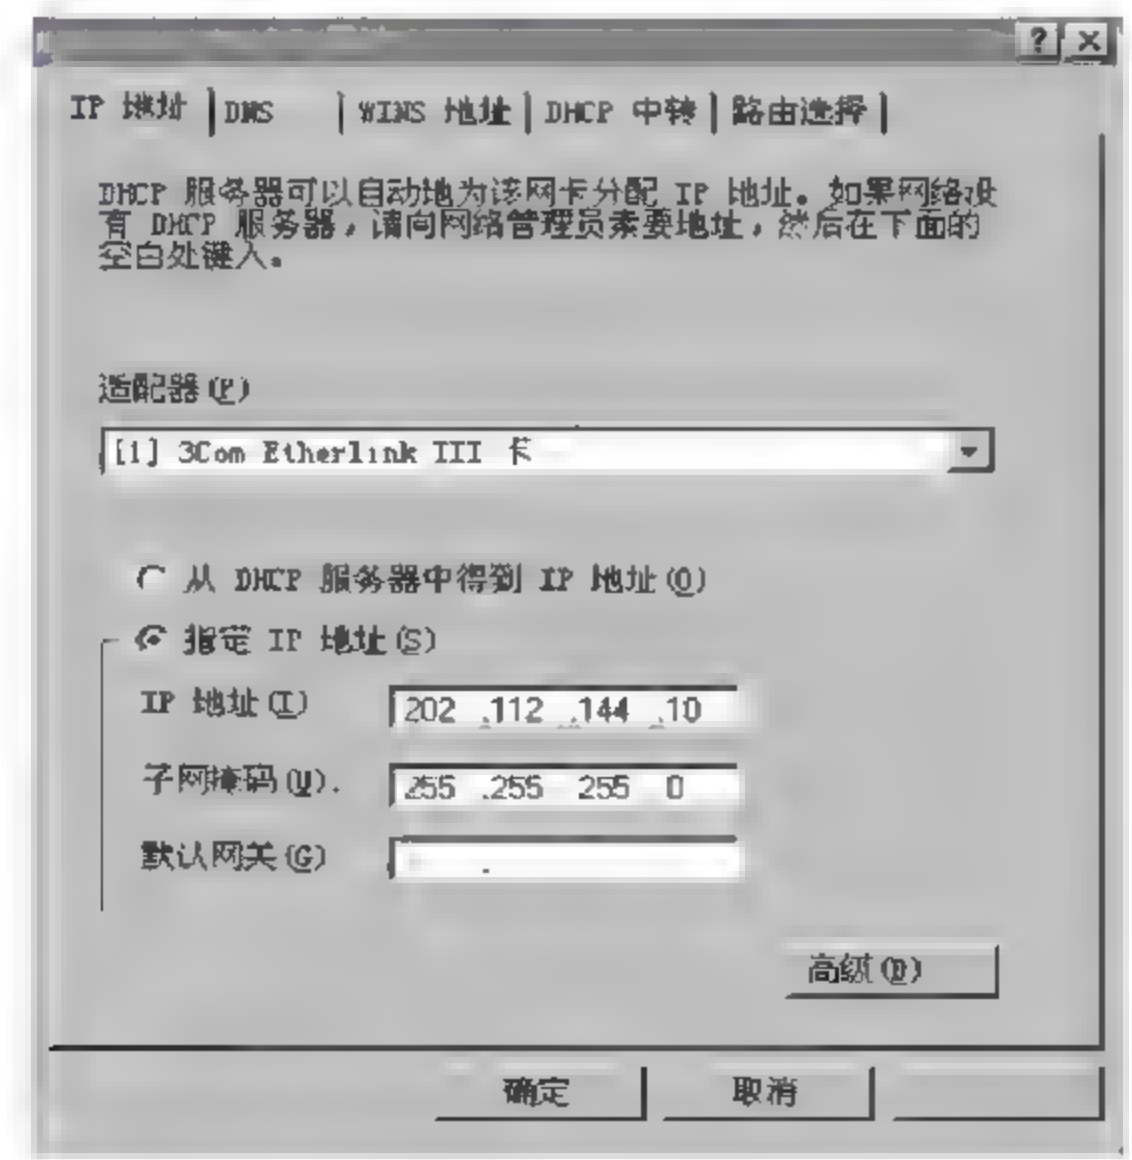 IP 地址
DNS
WINS 地址
DHCP 中转
路由选择
DHCP 服务器可以自动地为该网卡分配 IP 地址。如果网络没
有 DHCP 服务器，请向网络管理员索要地址，然后在下面的
空白处键入。
适配器(P)
[1] 3Com Etherlink III 卡
从 DHCP 服务器中得到 IP 地址(O)
指定 IP 地址(S)
IP 地址(I)
202 .112 .144 .10
子网掩码(U).
255 .255 255 0
默认网关(G)
.
高级(D)
确定
取消